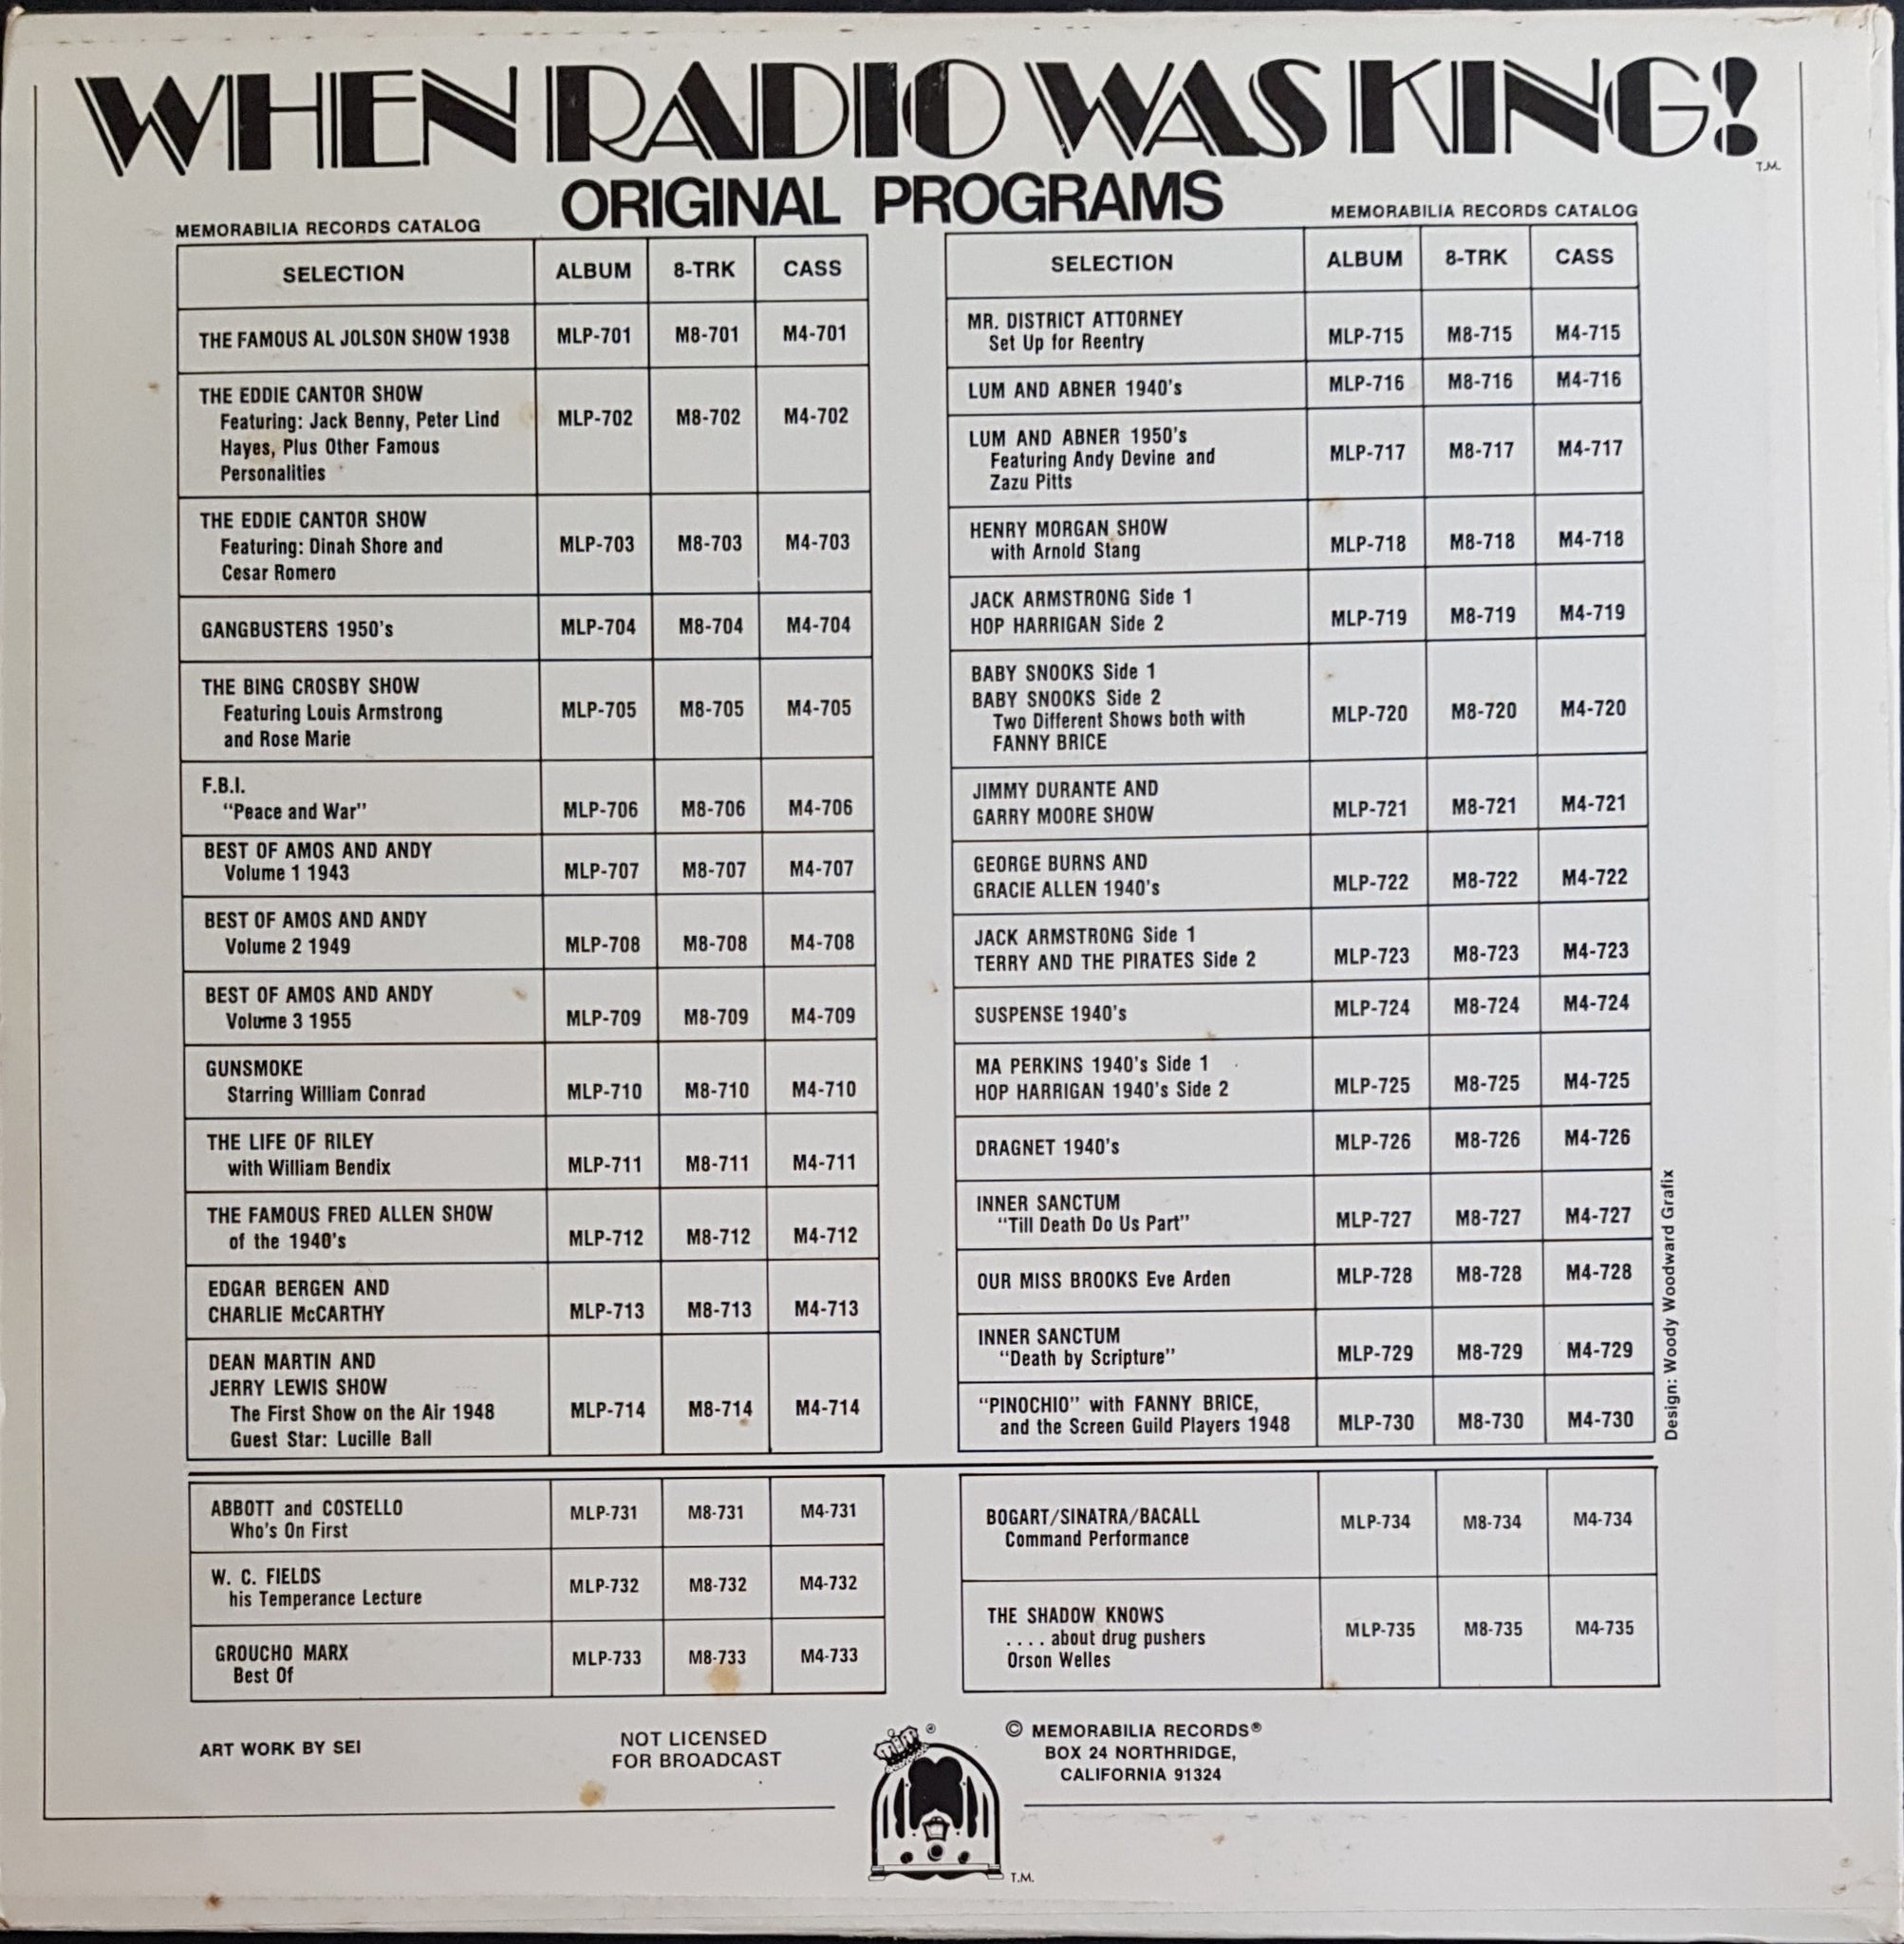 WHEN RADIO WAS KING!
T.M.
ORIGINAL PROGRAMS
MEMORABILIA RECORDS CATALOG
SELECTION ALBUM 8-TRK CASS
THE FAMOUS AL JOLSON SHOW 1938 MLP-701 M8-701 M4-701
THE EDDIE CANTOR SHOW
Featuring: Jack Benny, Peter Lind MLP-702 M8-702 M4-702
Hayes, Plus Other Famous
Personalities
THE EDDIE CANTOR SHOW
Featuring: Dinah Shore and MLP-703 M8-703 M4-703
Cesar Romero
GANGBUSTERS 1950's MLP-704 M8-704 M4-704
THE BING CROSBY SHOW
Featuring Louis Armstrong MLP-705 M8-705 M4-705
and Rose Marie
F.B.I.
"Peace and War" MLP-706 M8-706 M4-706
BEST OF AMOS AND ANDY
Volume 1 1943 MLP-707 M8-707 M4-707
BEST OF AMOS AND ANDY
Volume 2 1949 MLP-708 M8-708 M4-708
BEST OF AMOS AND ANDY
Volume 3 1955 MLP-709 M8-709 M4-709
GUNSMOKE
Starring William Conrad MLP-710 M8-710 M4-710
THE LIFE OF RILEY
with William Bendix MLP-711 M8-711 M4-711
THE FAMOUS FRED ALLEN SHOW
of the 1940's MLP-712 M8-712 M4-712
EDGAR BERGEN AND
CHARLIE McCARTHY MLP-713 M8-713 M4-713
DEAN MARTIN AND
JERRY LEWIS SHOW
The First Show on the Air 1948 MLP-714 M8-714 M4-714
Guest Star: Lucille Ball
ABBOTT and COSTELLO MLP-731 M8-731 M4-731
Who's On First
W. C. FIELDS MLP-732 M8-732 M4-732
his Temperance Lecture
GROUCHO MARX MLP-733 M8-733 M4-733
Best Of
MEMORABILIA RECORDS CATALOG
SELECTION ALBUM 8-TRK CASS
MR. DISTRICT ATTORNEY
Set Up for Reentry MLP-715 M8-715 M4-715
LUM AND ABNER 1940's MLP-716 M8-716 M4-716
LUM AND ABNER 1950's
Featuring Andy Devine and MLP-717 M8-717 M4-717
Zazu Pitts
HENRY MORGAN SHOW
with Arnold Stang MLP-718 M8-718 M4-718
JACK ARMSTRONG Side 1
HOP HARRIGAN Side 2 MLP-719 M8-719 M4-719
BABY SNOOKS Side 1
BABY SNOOKS Side 2
Two Different Shows both with MLP-720 M8-720 M4-720
FANNY BRICE
JIMMY DURANTE AND
GARRY MOORE SHOW MLP-721 M8-721 M4-721
GEORGE BURNS AND
GRACIE ALLEN 1940's MLP-722 M8-722 M4-722
JACK ARMSTRONG Side 1
TERRY AND THE PIRATES Side 2 MLP-723 M8-723 M4-723
SUSPENSE 1940's MLP-724 M8-724 M4-724
MA PERKINS 1940's Side 1
HOP HARRIGAN 1940's Side 2 MLP-725 M8-725 M4-725
DRAGNET 1940's MLP-726 M8-726 M4-726
INNER SANCTUM
"Till Death Do Us Part" MLP-727 M8-727 M4-727
OUR MISS BROOKS Eve Arden MLP-728 M8-728 M4-728
INNER SANCTUM
"Death by Scripture" MLP-729 M8-729 M4-729
"PINOCHIO" with FANNY BRICE,
and the Screen Guild Players 1948 MLP-730 M8-730 M4-730
BOGART/SINATRA/BACALL MLP-734 M8-734 M4-734
Command Performance
THE SHADOW KNOWS
.... about drug pushers MLP-735 M8-735 M4-735
Orson Welles
Design: Woody Woodward Grafix
ART WORK BY SEI
NOT LICENSED
FOR BROADCAST
®
© MEMORABILIA RECORDS®
BOX 24 NORTHRIDGE,
CALIFORNIA 91324
T.M.